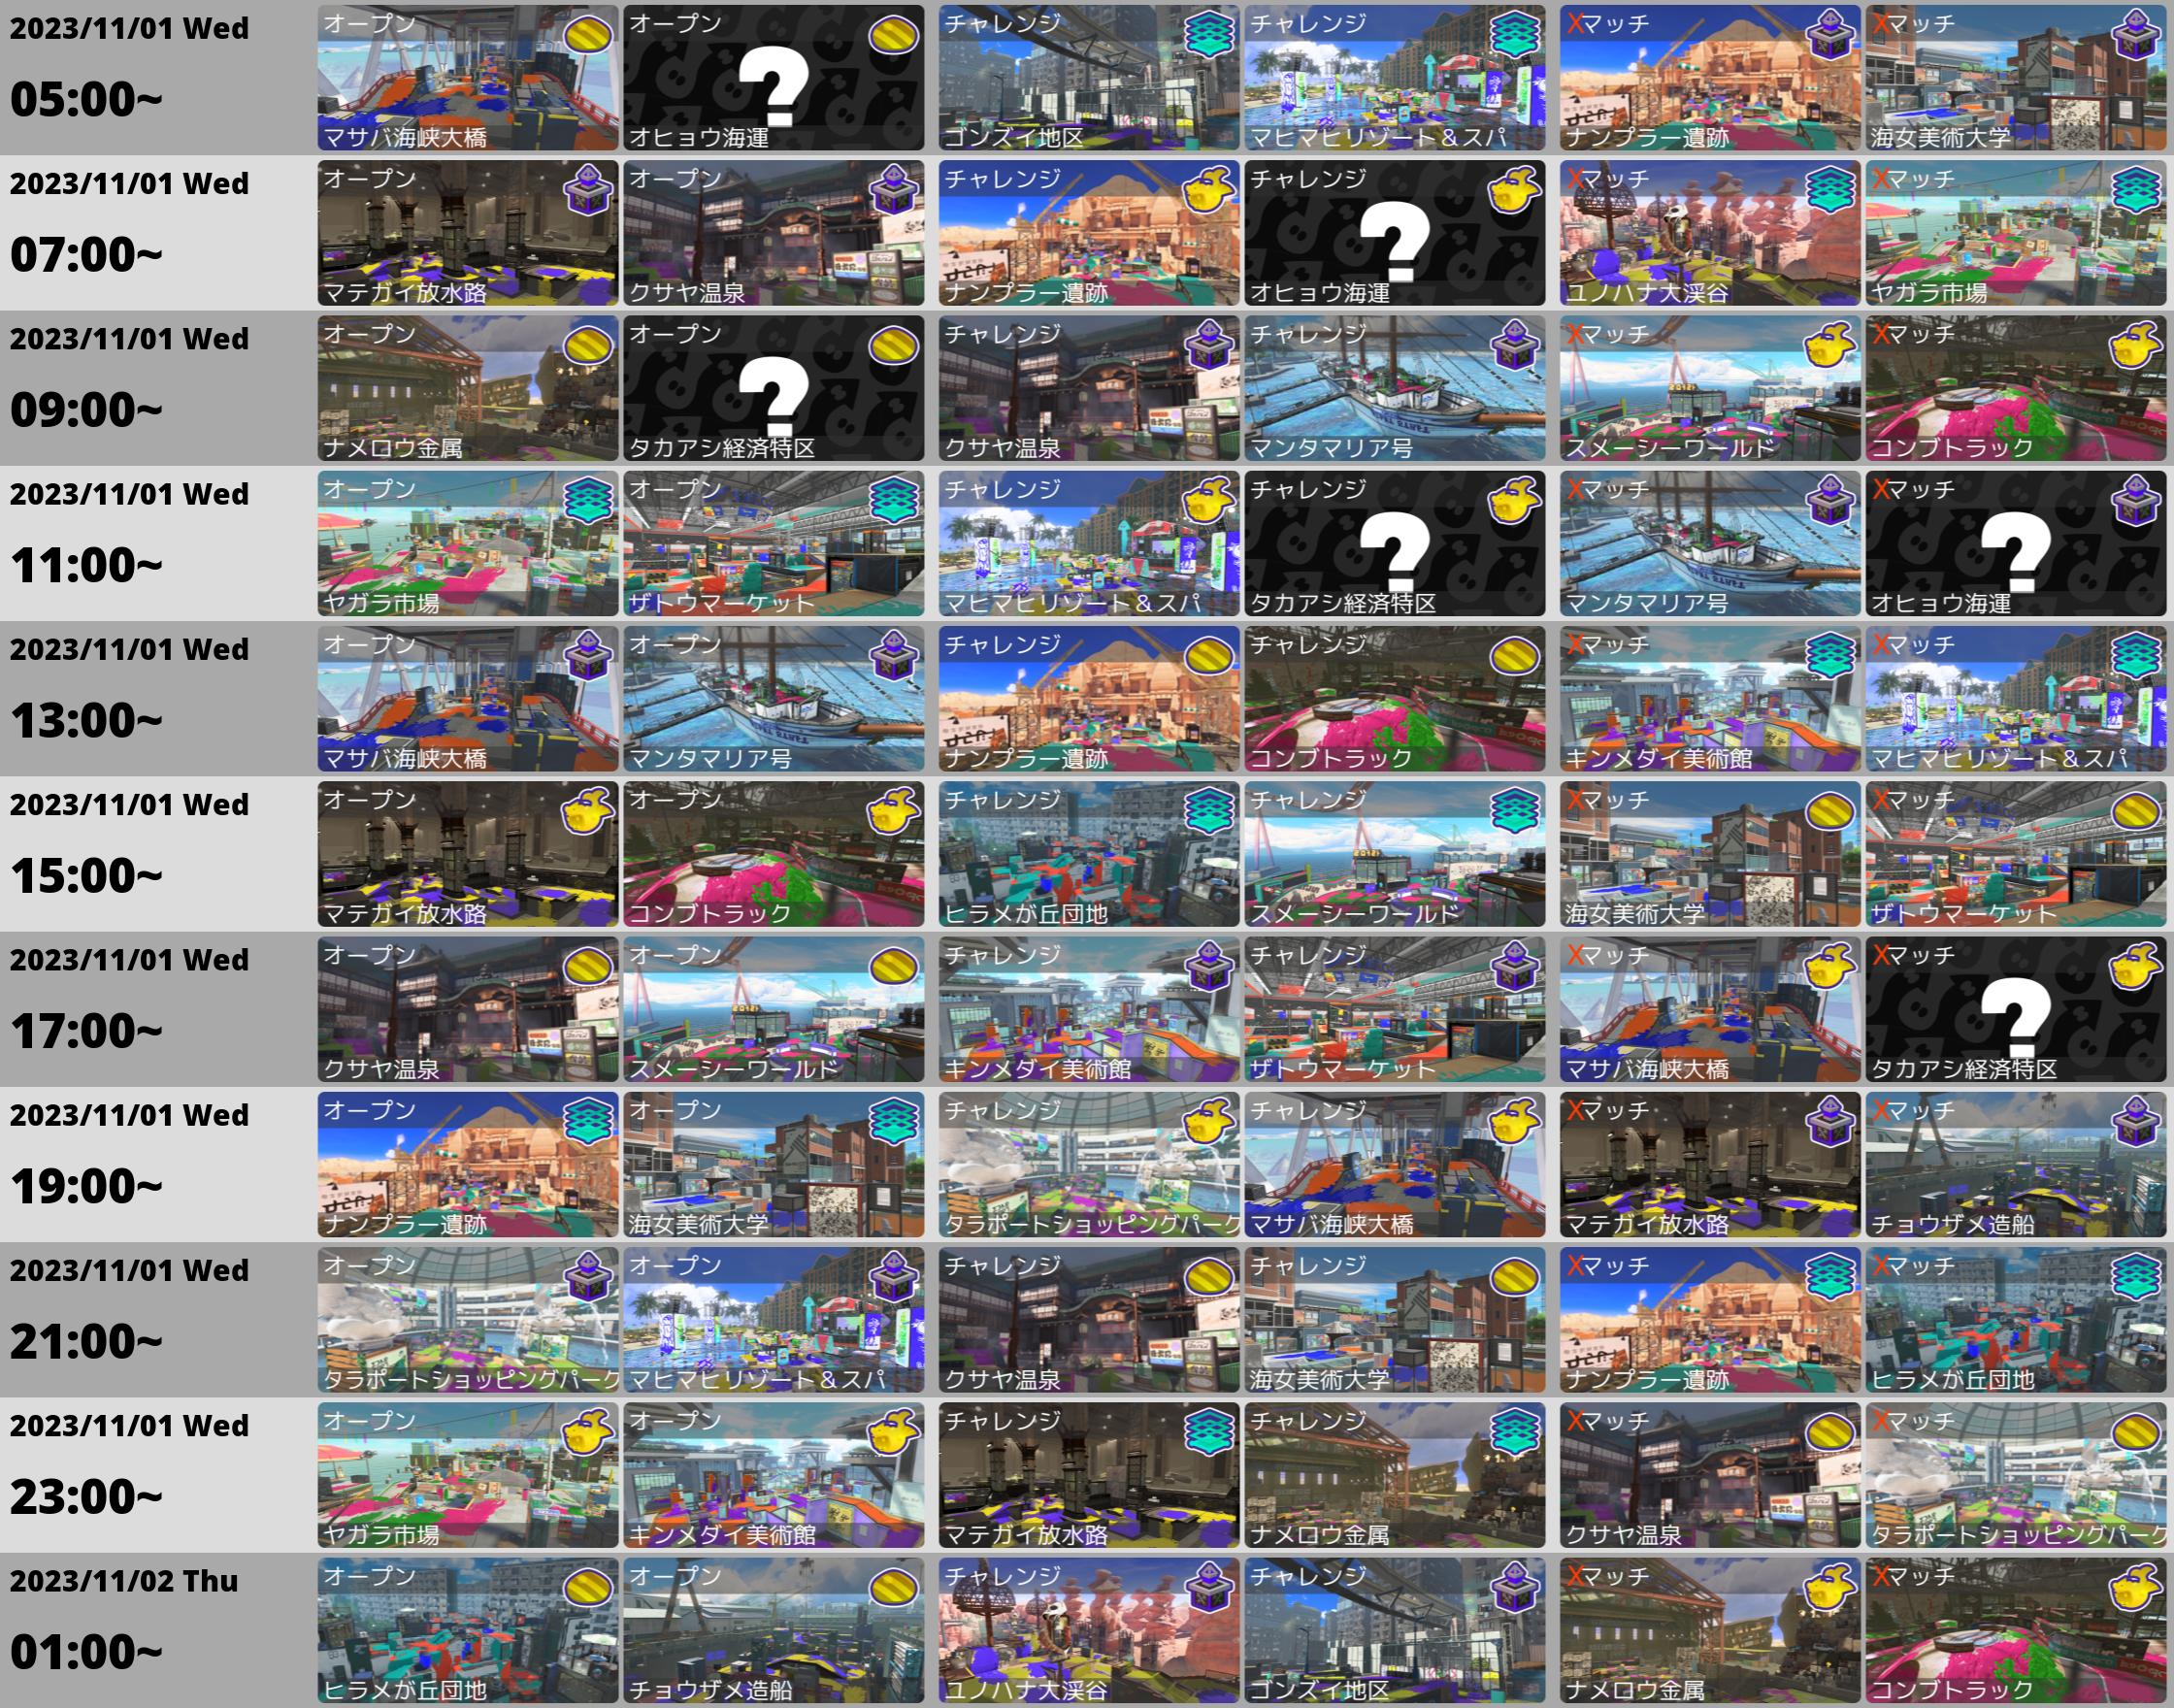 2023/11/01 Wed
05:00~
オープン
マサバ海峡大橋
オープン
オヒョウ海運
チャレンジ
ゴンズイ地区
チャレンジ
マヒマヒリゾート＆スパ
Xマッチ
ナンプラー遺跡
Xマッチ
海女美術大学
2023/11/01 Wed
07:00~
オープン
マテガイ放水路
オープン
クサヤ温泉
チャレンジ
ナンプラー遺跡
チャレンジ
オヒョウ海運
Xマッチ
ユノハナ大渓谷
Xマッチ
ヤガラ市場
2023/11/01 Wed
09:00~
オープン
ナメロウ金属
オープン
タカアシ経済特区
チャレンジ
クサヤ温泉
チャレンジ
マンタマリア号
Xマッチ
スメーシーワールド
Xマッチ
コンブトラック
2023/11/01 Wed
11:00~
オープン
ヤガラ市場
オープン
ザトウマーケット
チャレンジ
マヒマヒリゾート＆スパ
チャレンジ
タカアシ経済特区
Xマッチ
マンタマリア号
Xマッチ
オヒョウ海運
2023/11/01 Wed
13:00~
オープン
マサバ海峡大橋
オープン
マンタマリア号
チャレンジ
ナンプラー遺跡
チャレンジ
コンブトラック
Xマッチ
キンメダイ美術館
Xマッチ
マヒマヒリゾート＆スパ
2023/11/01 Wed
15:00~
オープン
マテガイ放水路
オープン
コンブトラック
チャレンジ
ヒラメが丘団地
チャレンジ
スメーシーワールド
Xマッチ
海女美術大学
Xマッチ
ザトウマーケット
2023/11/01 Wed
17:00~
オープン
クサヤ温泉
オープン
スメーシーワールド
チャレンジ
キンメダイ美術館
チャレンジ
ザトウマーケット
Xマッチ
マサバ海峡大橋
Xマッチ
タカアシ経済特区
2023/11/01 Wed
19:00~
オープン
ナンプラー遺跡
オープン
海女美術大学
チャレンジ
タラポートショッピングパーク
チャレンジ
マサバ海峡大橋
Xマッチ
マテガイ放水路
Xマッチ
チョウザメ造船
2023/11/01 Wed
21:00~
オープン
タラポートショッピングパーク
オープン
マヒマヒリゾート＆スパ
チャレンジ
クサヤ温泉
チャレンジ
海女美術大学
Xマッチ
ナンプラー遺跡
Xマッチ
ヒラメが丘団地
2023/11/01 Wed
23:00~
オープン
ヤガラ市場
オープン
キンメダイ美術館
チャレンジ
マテガイ放水路
チャレンジ
ナメロウ金属
Xマッチ
クサヤ温泉
Xマッチ
タラポートショッピングパーク
2023/11/02 Thu
01:00~
オープン
ヒラメが丘団地
オープン
チョウザメ造船
チャレンジ
ユノハナ大渓谷
チャレンジ
ゴンズイ地区
Xマッチ
ナメロウ金属
Xマッチ
コンブトラック